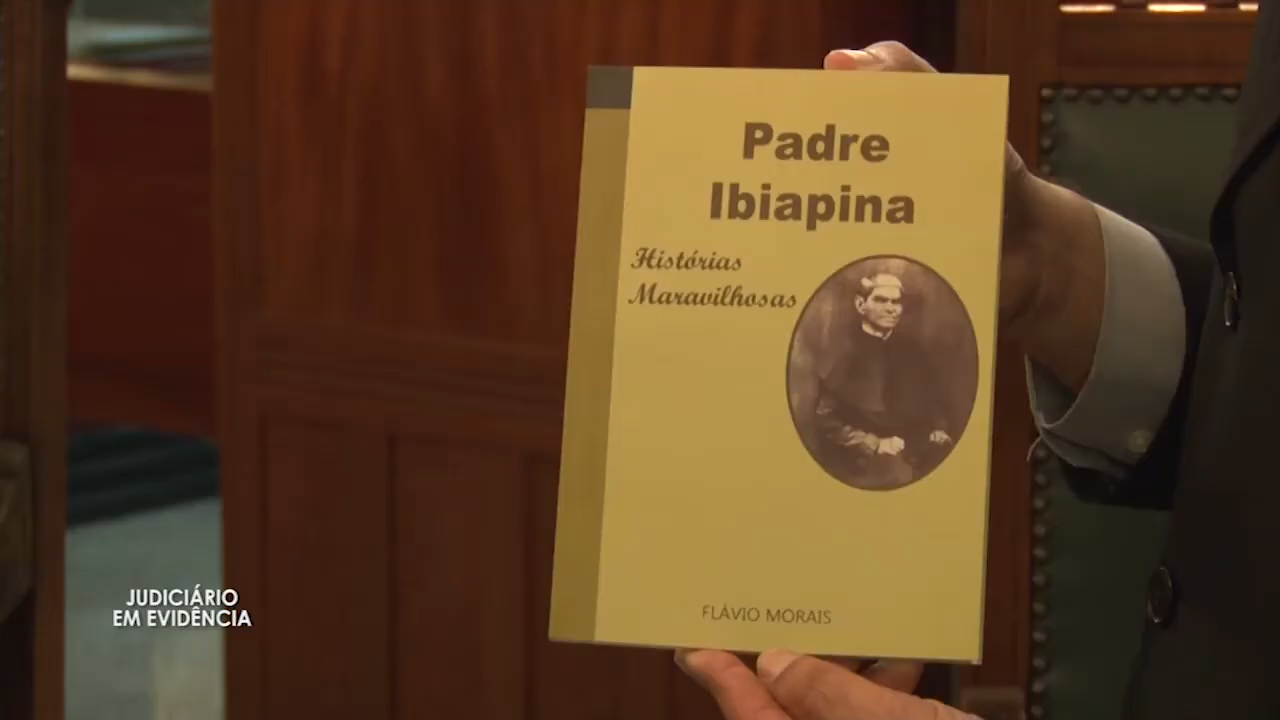 Padre
Ibiapina
Histórias
Maravilhosas
FLÁVIO MORAIS
JUDICIÁRIO
EM EVIDÊNCIA